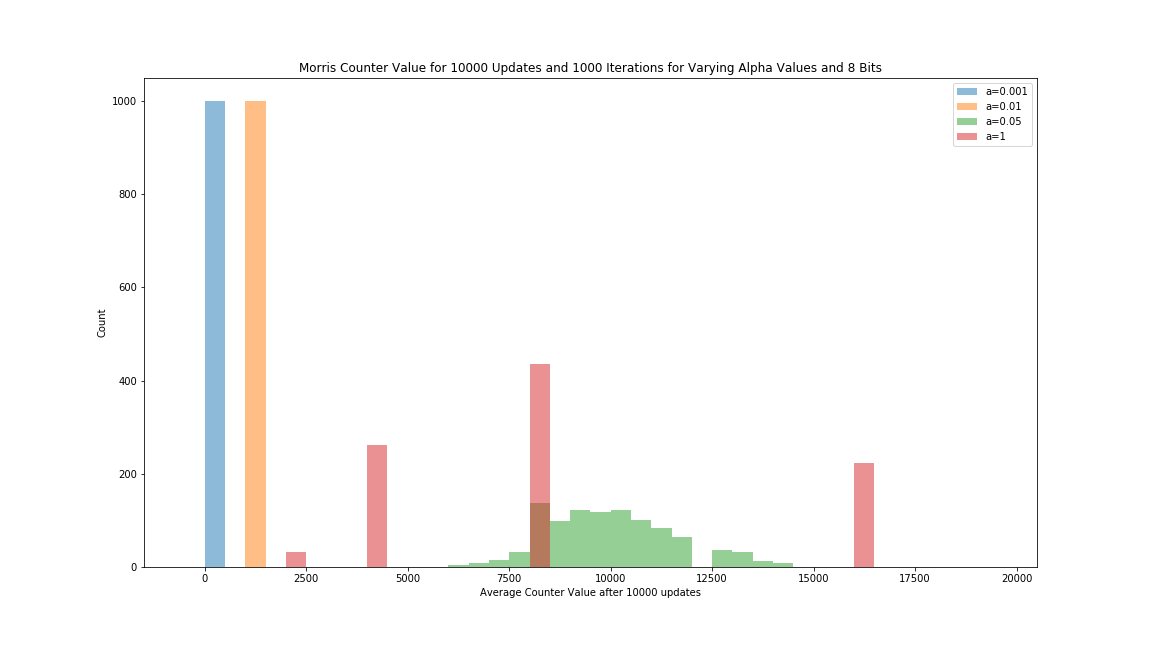 Morris Counter Value for 10000 Updates and 1000 Iterations for Varying Alpha Values and 8 Bits
a=0.001
a=0.01
a=0.05
a=1
1000
800
600
400
200
0
Count
0 2500 5000 7500 10000 12500 15000 17500 20000
Average Counter Value after 10000 updates